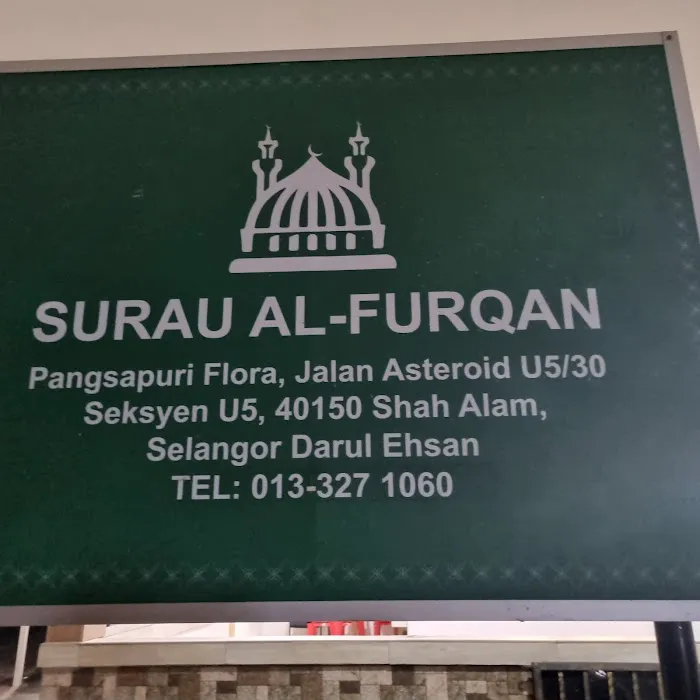 SURAU AL-FURQAN
Pangsapuri Flora, Jalan Asteroid U5/30
Seksyen U5, 40150 Shah Alam,
Selangor Darul Ehsan
TEL: 013-327 1060